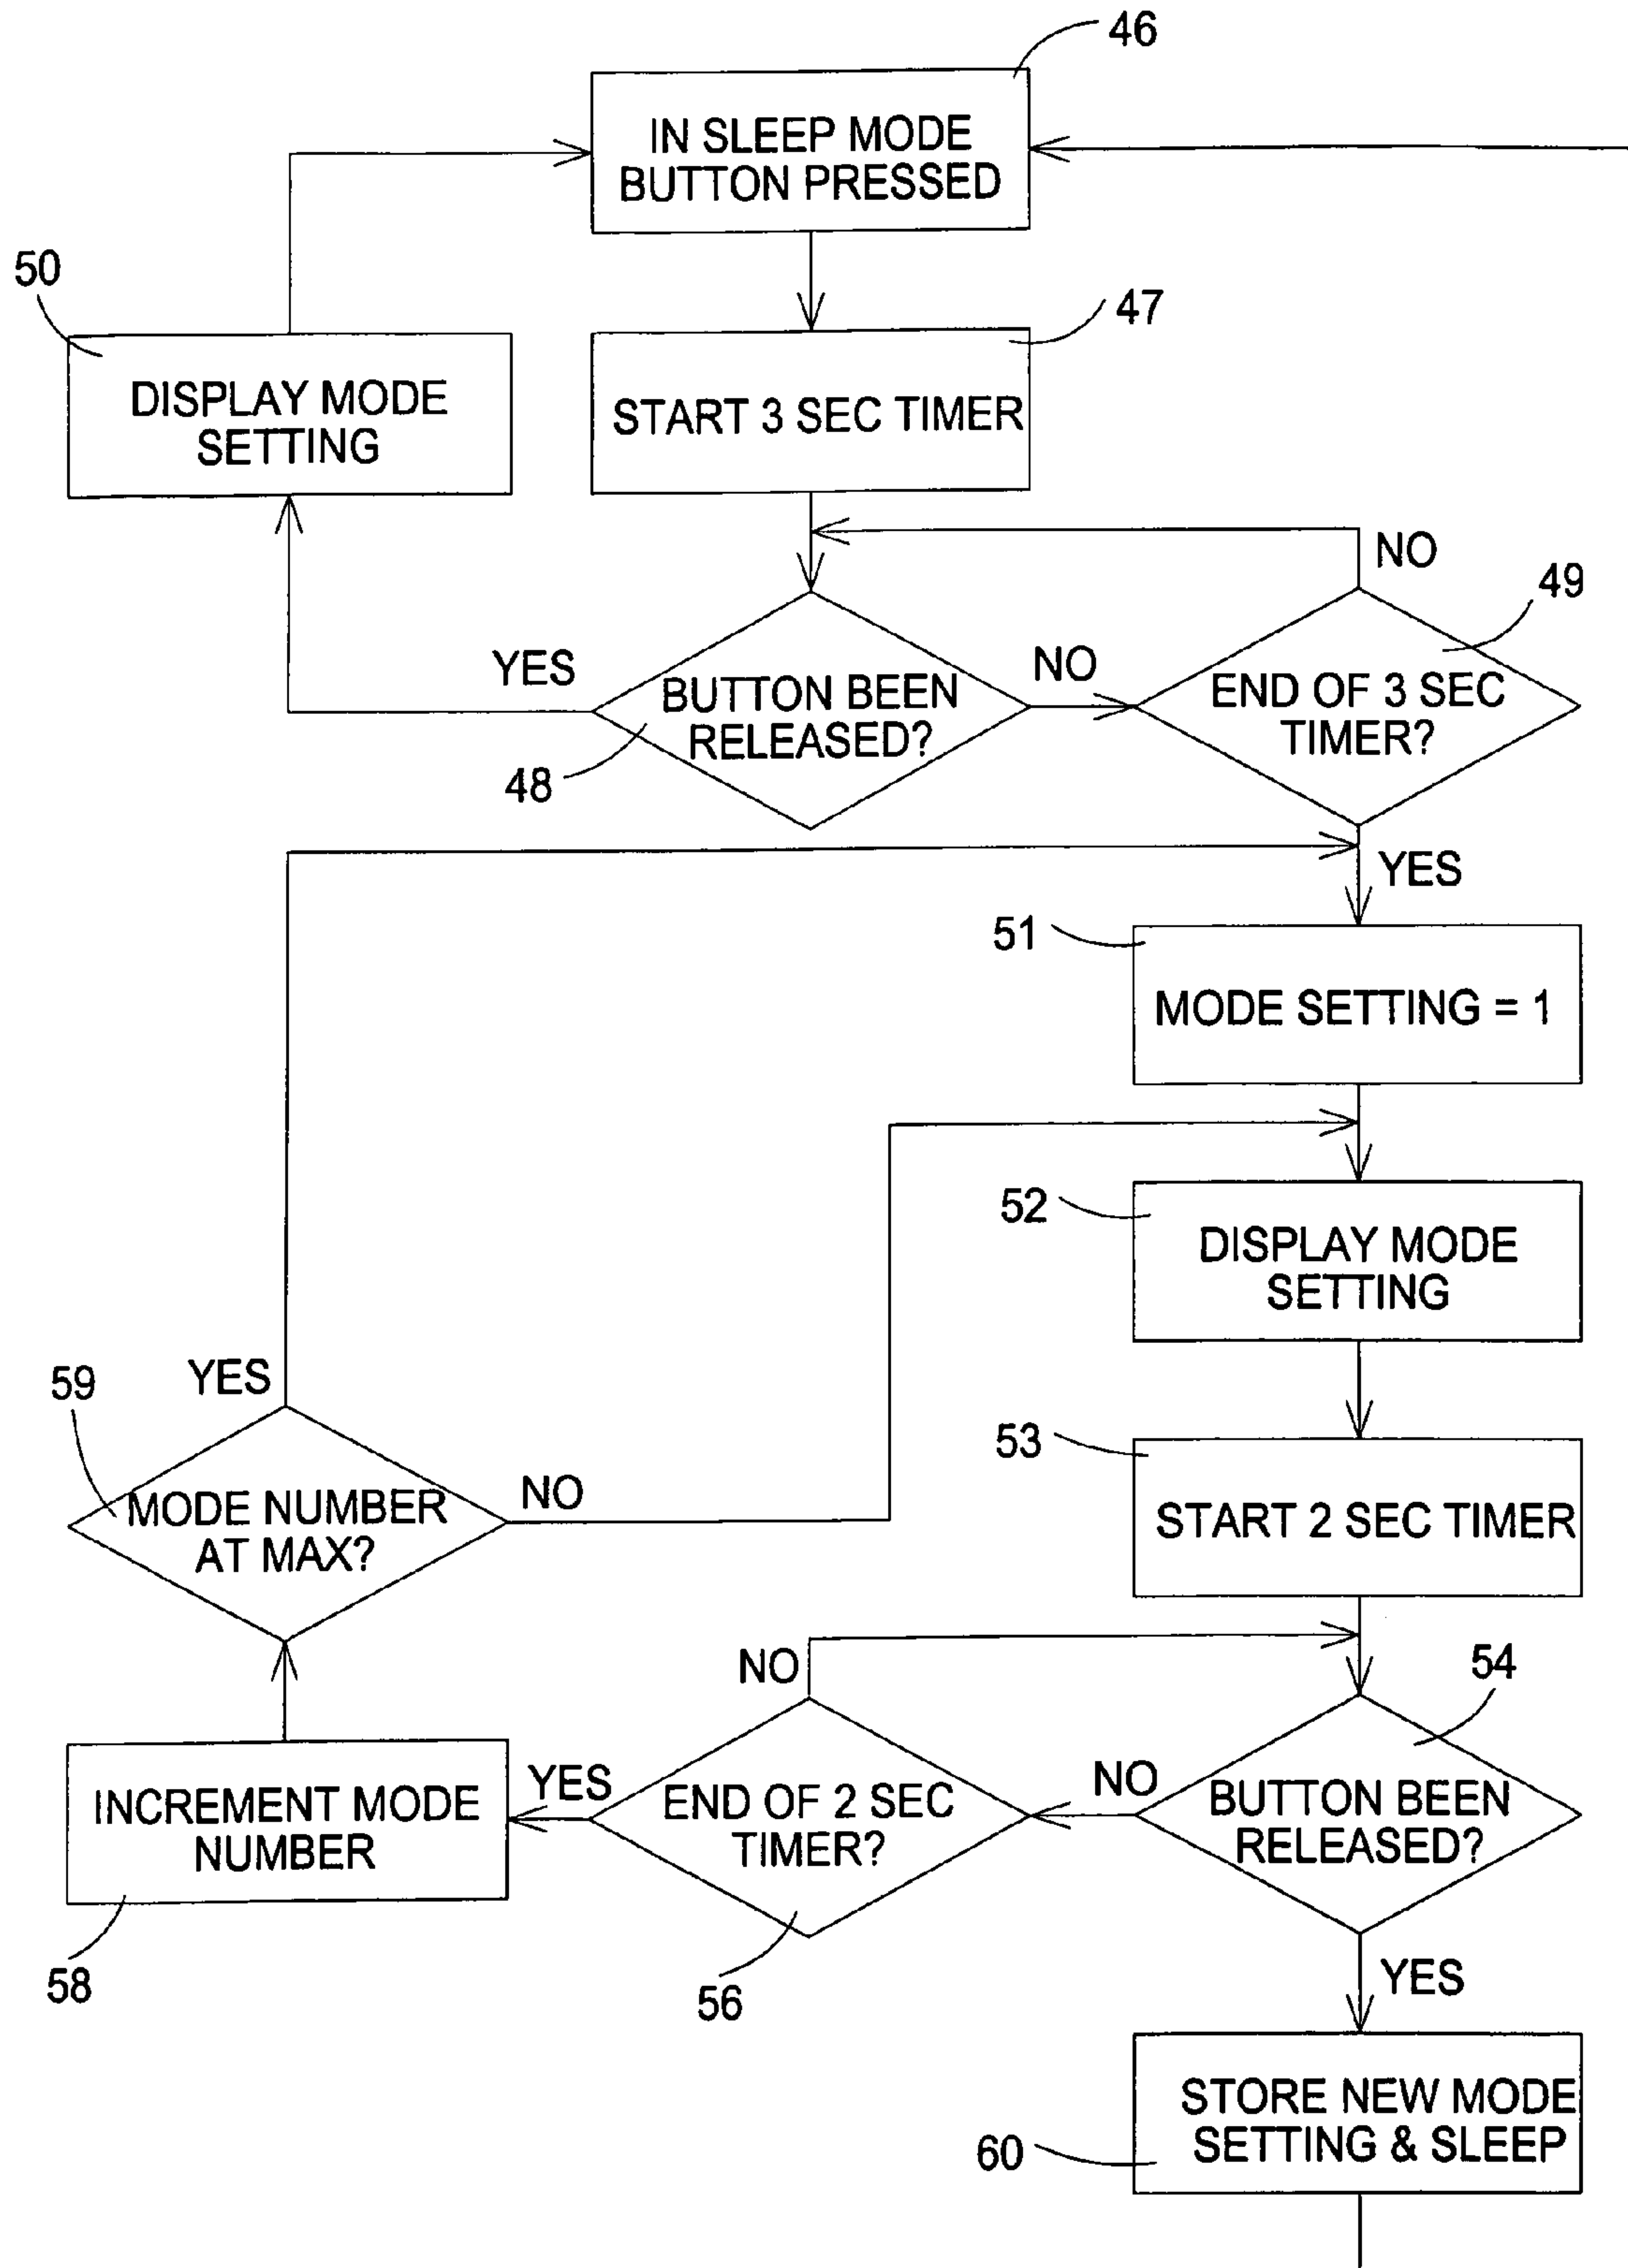 46
IN SLEEP MODE
BUTTON PRESSED
50
47
DISPLAY MODE
SETTING
START 3 SEC TIMER
NO
49
YES
NO
BUTTON BEEN
RELEASED?
END OF 3 SEC
TIMER?
48
YES
51
MODE SETTING = 1
52
DISPLAY MODE
SETTING
59
YES
53
MODE NUMBER
AT MAX?
NO
START 2 SEC TIMER
NO
54
INCREMENT MODE
NUMBER
YES
END OF 2 SEC
TIMER?
NO
BUTTON BEEN
RELEASED?
58
56
YES
STORE NEW MODE
SETTING & SLEEP
60